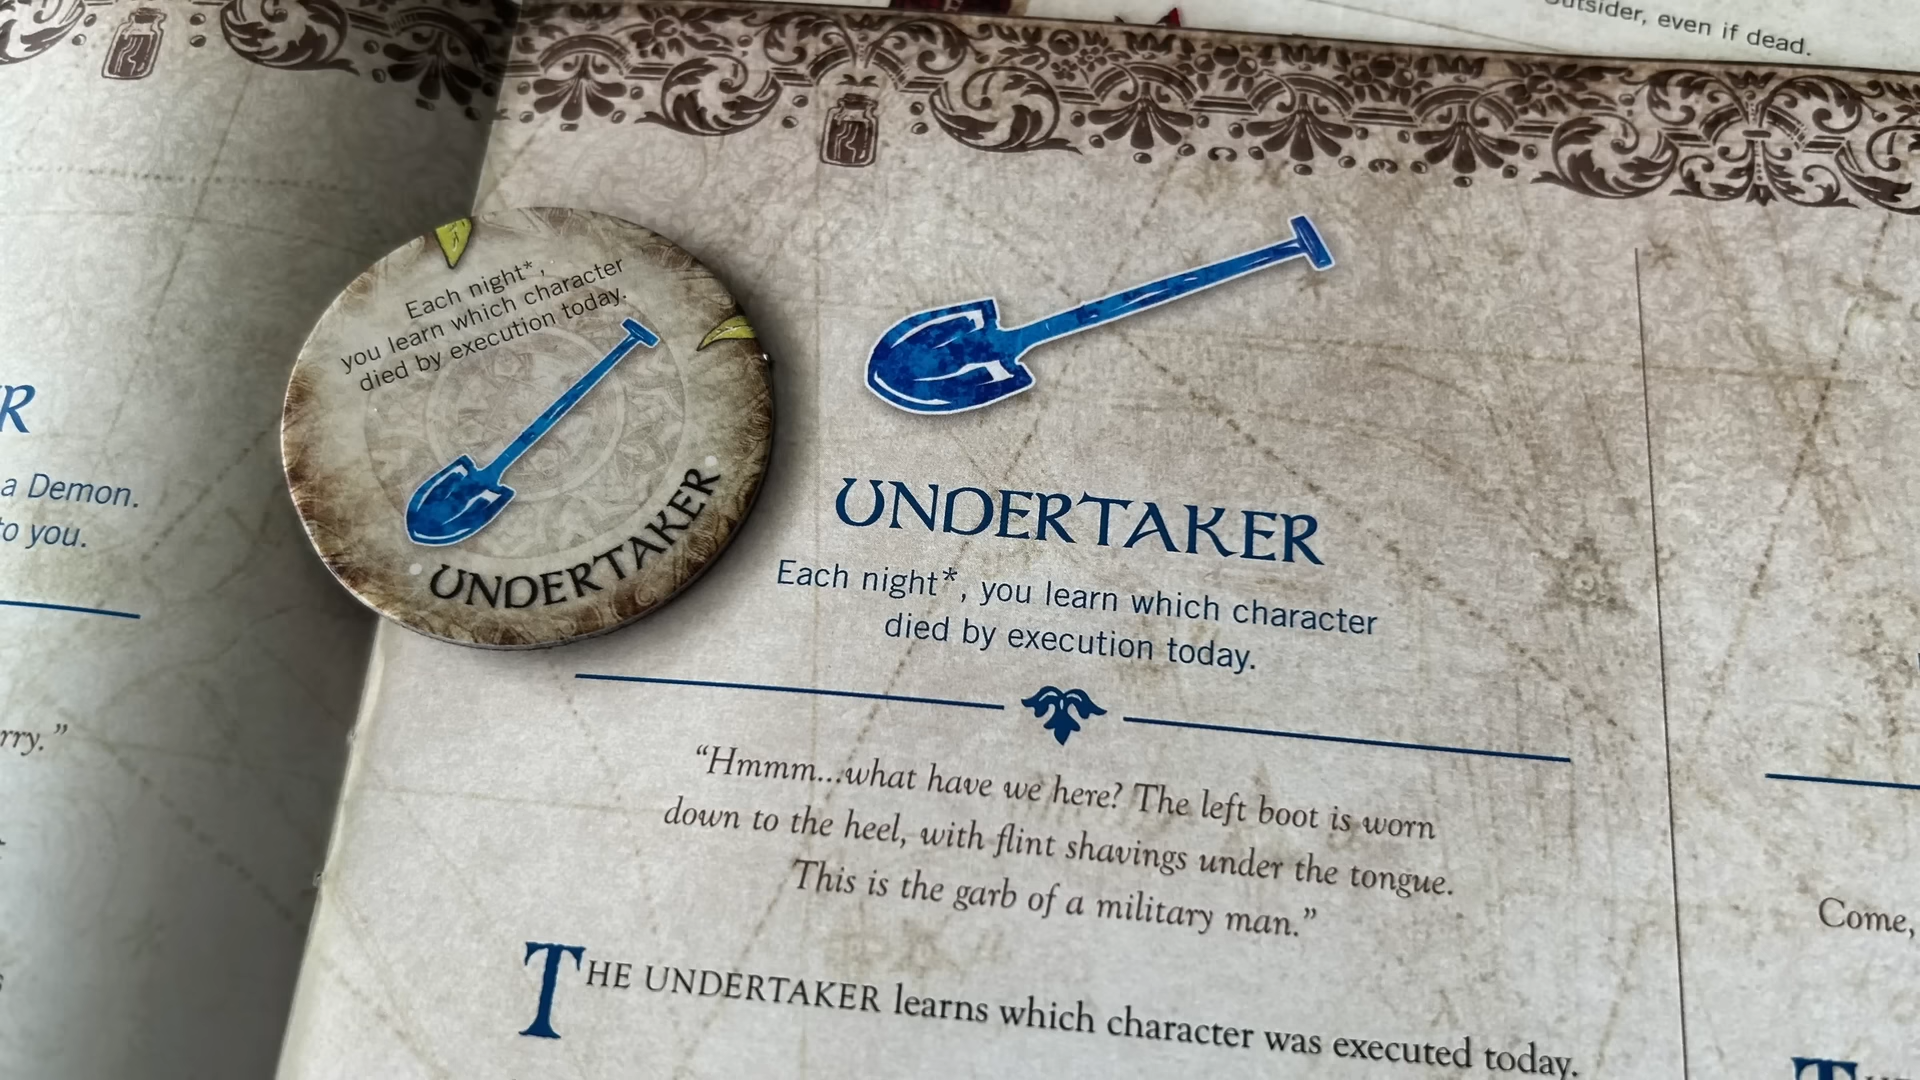 outsider, even if dead.
R
a Demon.
to you.
rry.”
Each night*,
you learn which character
died by execution today.
UNDERTAKER
UNDERTAKER
Each night*, you learn which character
died by execution today.
“Hmmm...what have we here? The left boot is worn
down to the heel, with flint shavings under the tongue.
This is the garb of a military man.”
THE UNDERTAKER learns which character was executed today.
Come,